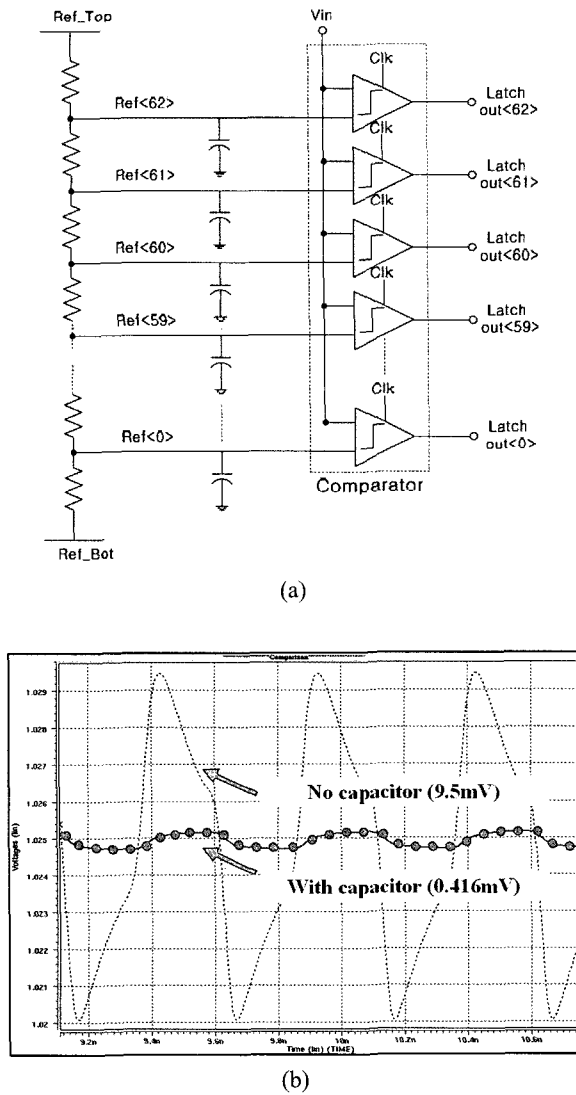 Ref_Top
Vin
Clk
Ref<62>
Latch
out<62>
Clk
Ref<61>
Latch
out<61>
Clk
Ref<60>
Latch
out<60>
Clk
Ref<59>
Latch
out<59>
Clk
Ref<0>
Latch
out<0>
Comparator
Ref_Bot
(a)
Comparison
1.029
1.028
1.027
1.026
1.025
1.024
1.023
1.022
1.021
1.02
Voltages (lin)
No capacitor (9.5mV)
With capacitor (0.416mV)
9.2n
9.4n
9.6n
9.8n
10n
10.2n
10.4n
10.6n
Time (lin) (TIME)
(b)